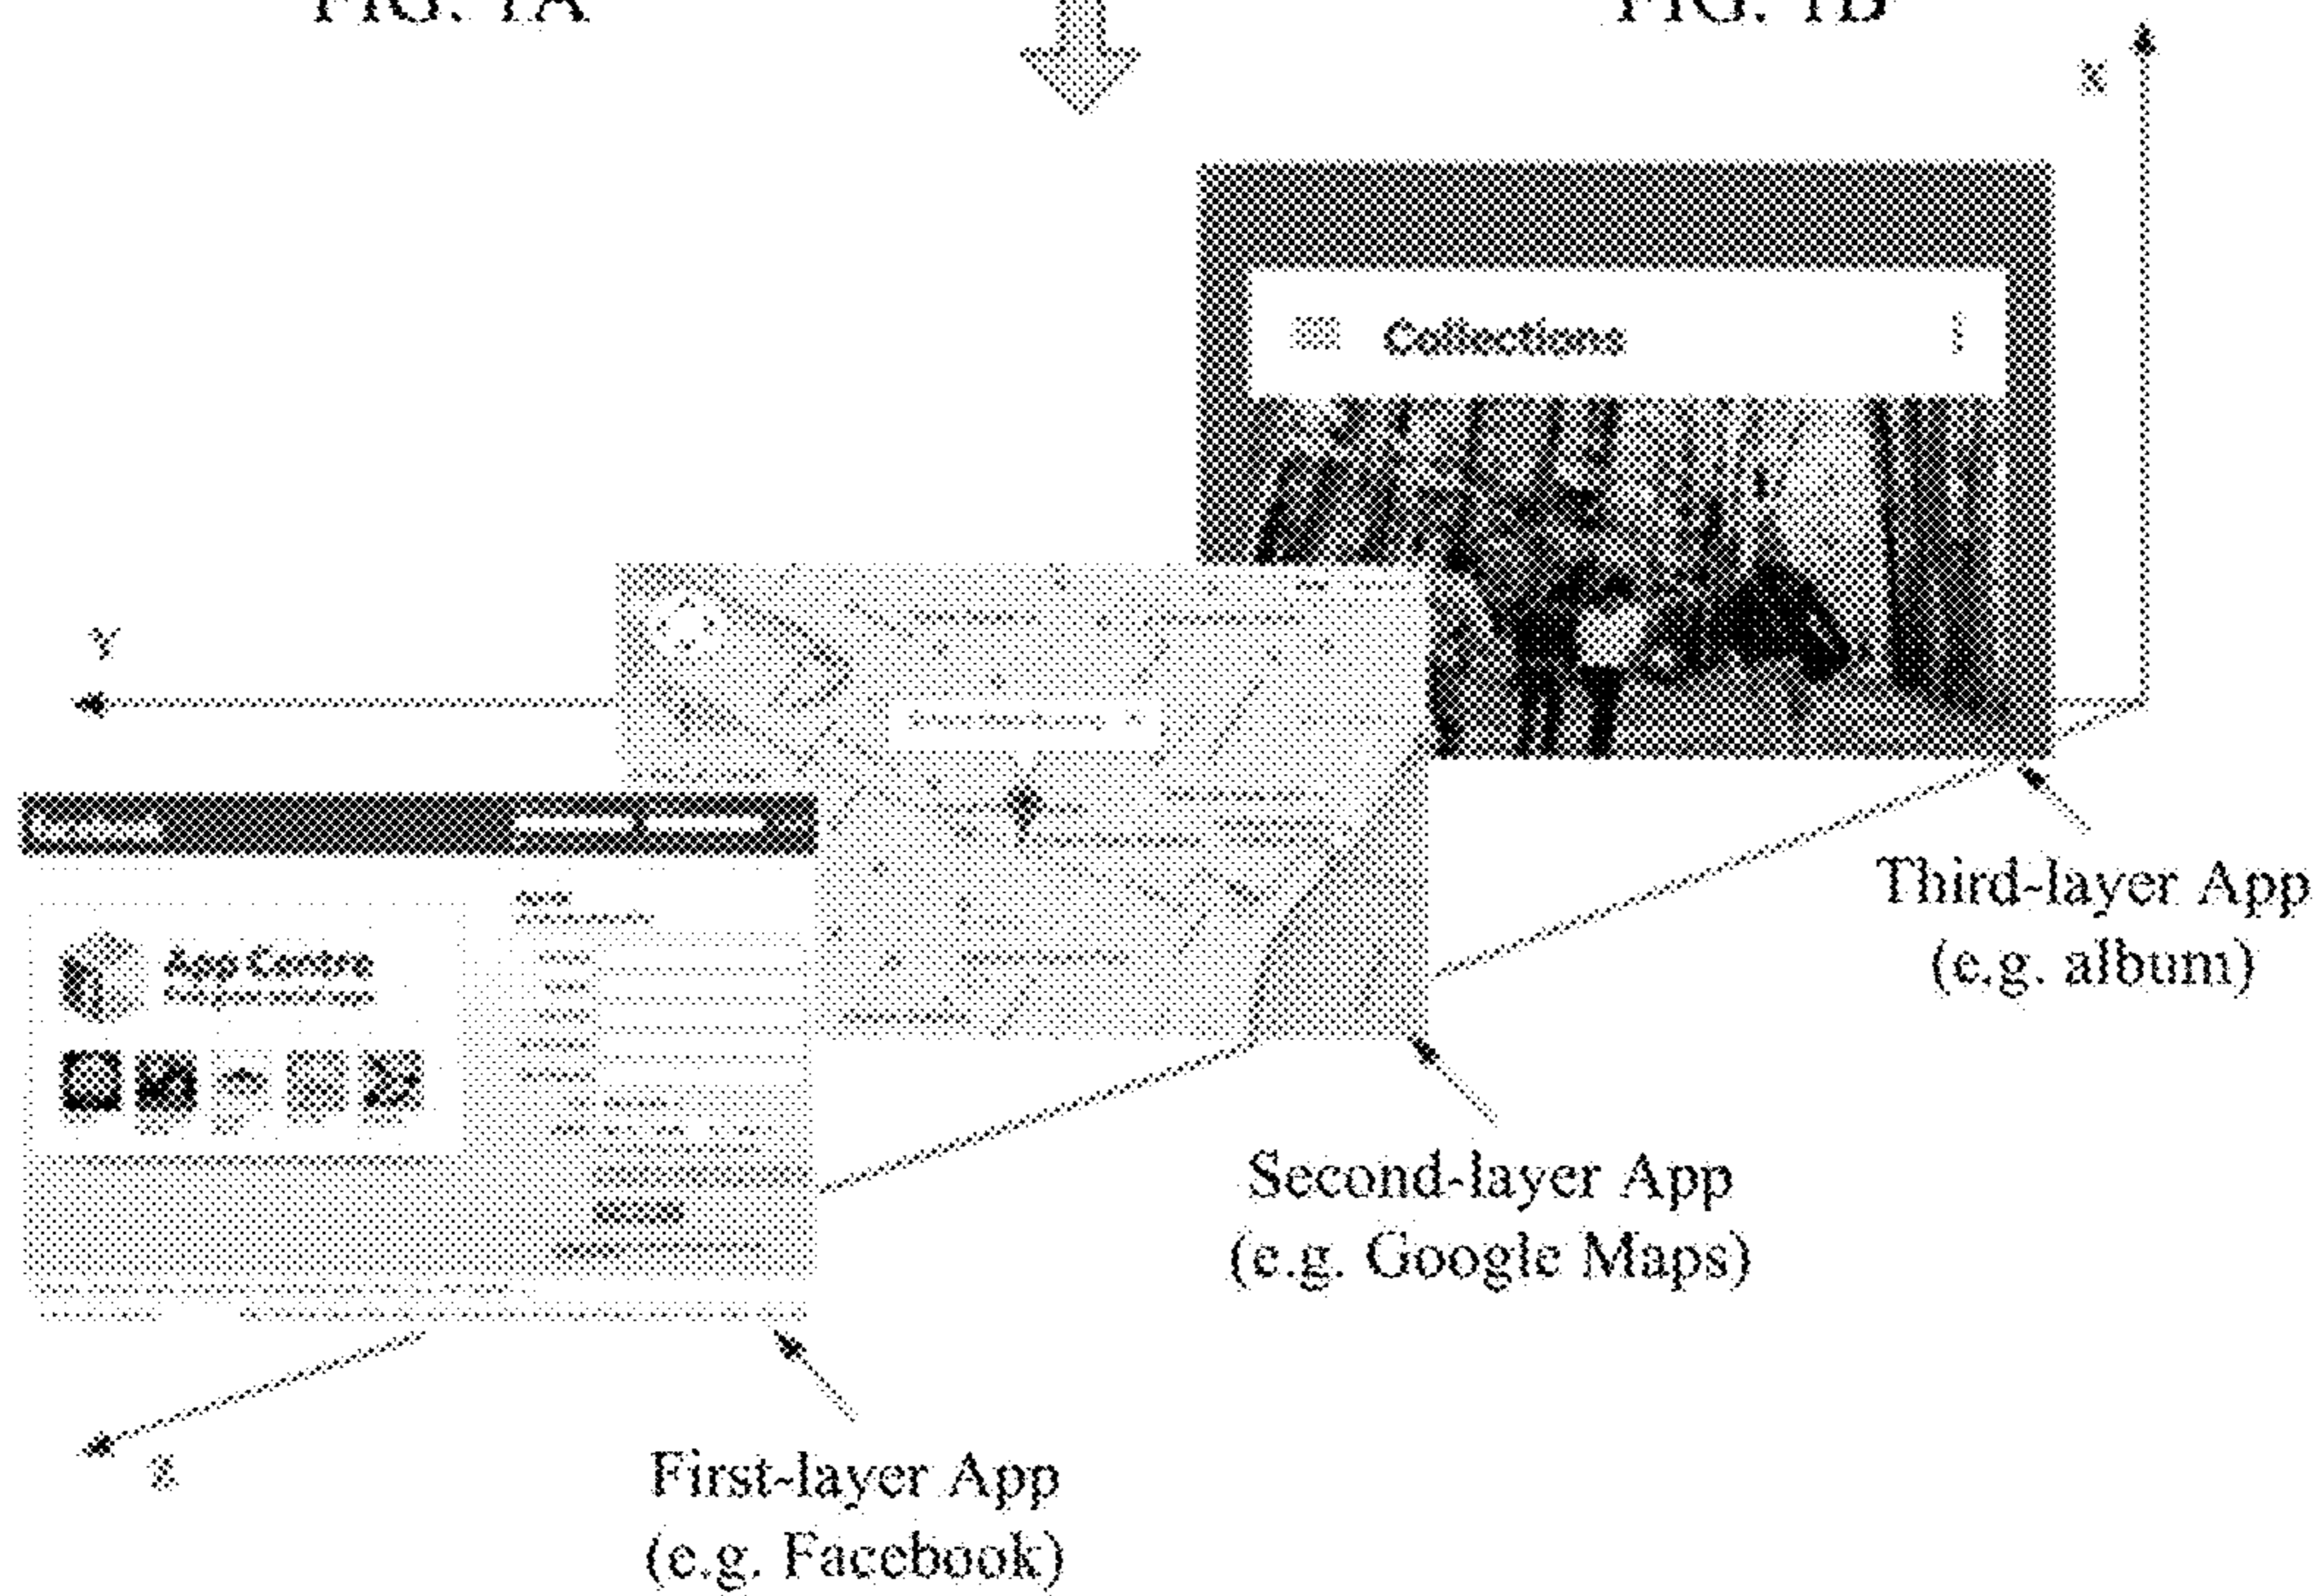 FIG. 1A
FIG. 1B
X
Collections
Y
Third-layer App
(e.g. album)
App Centre
Second-layer App
(e.g. Google Maps)
Z
First-layer App
(e.g. Facebook)